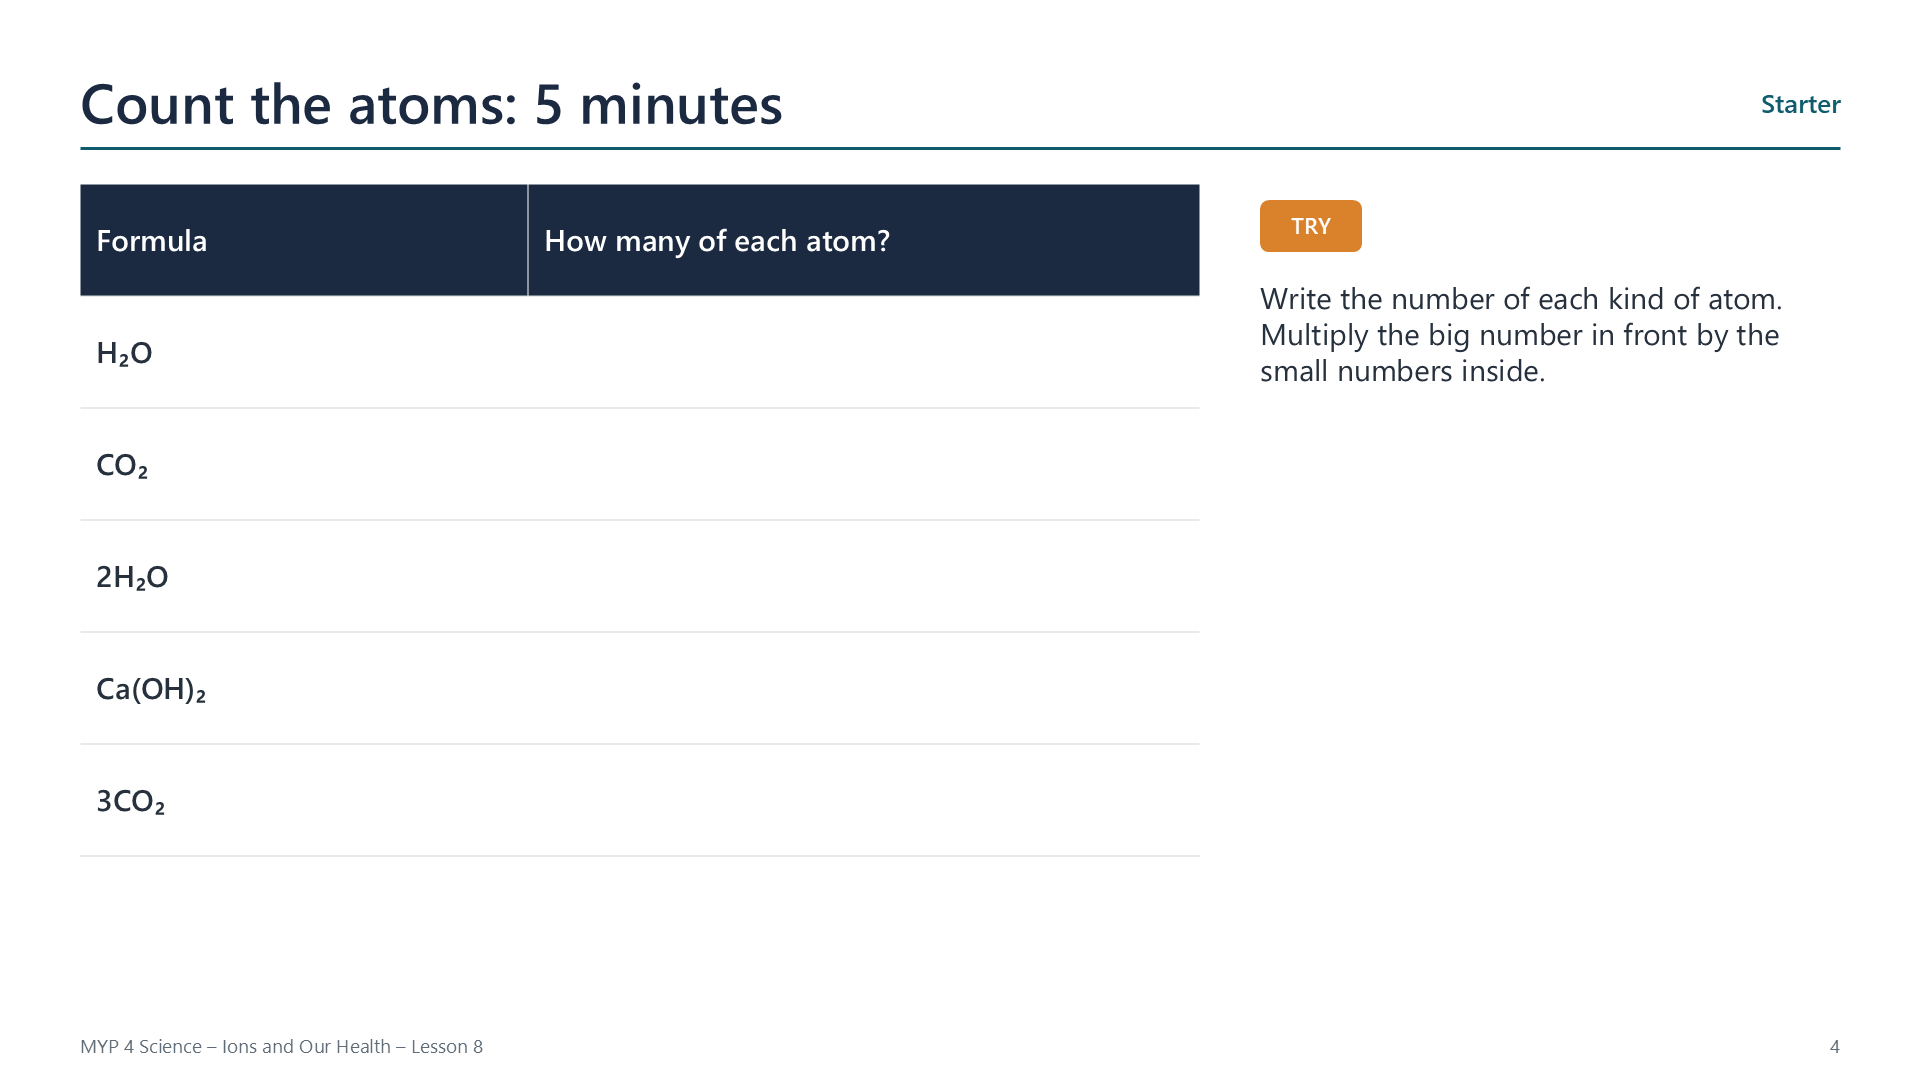 Count the atoms: 5 minutes
Starter
Formula
How many of each atom?
H₂O
CO₂
2H₂O
Ca(OH)₂
3CO₂
TRY
Write the number of each kind of atom.
Multiply the big number in front by the
small numbers inside.
MYP 4 Science – Ions and Our Health – Lesson 8
4